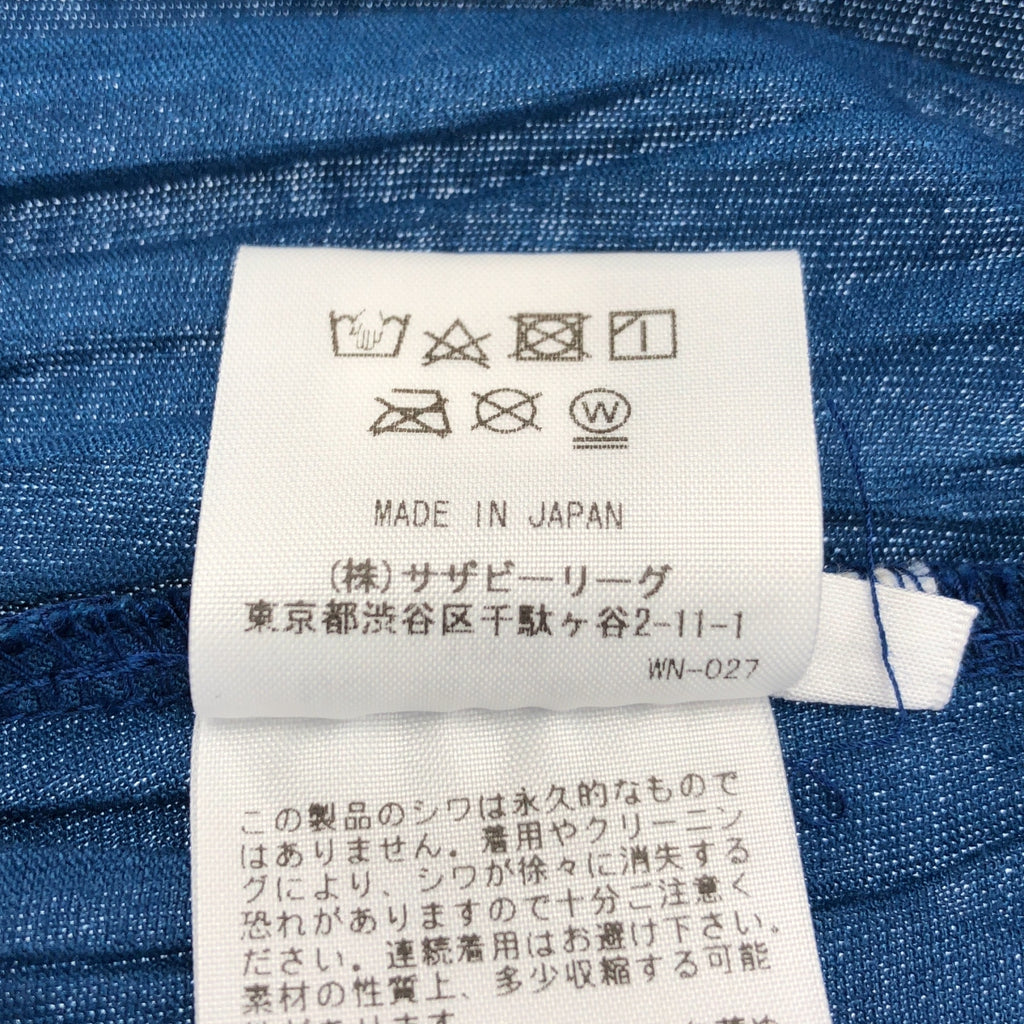 W
MADE IN JAPAN
(株)サザビーリーグ
東京都渋谷区千駄ヶ谷2-11-1
WN-027
この製品のシワは永久的なもので
はありません。着用やクリーニン
グにより、シワが徐々に消失する
恐れがありますので十分ご注意く
ださい。連続着用はお避け下さい。
素材の性質上、多少収縮する可能